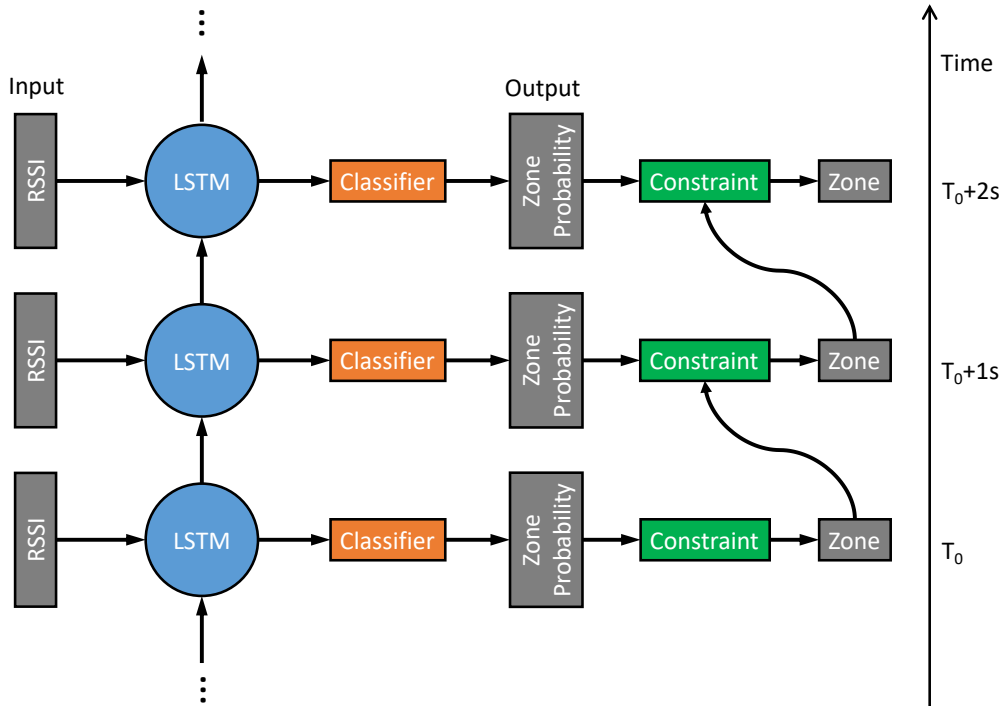 ⋮
Time
Input
Output
RSSI
LSTM
Classifier
Zone
Probability
Constraint
Zone
T₀+2s
RSSI
LSTM
Classifier
Zone
Probability
Constraint
Zone
T₀+1s
RSSI
LSTM
Classifier
Zone
Probability
Constraint
Zone
T₀
⋮